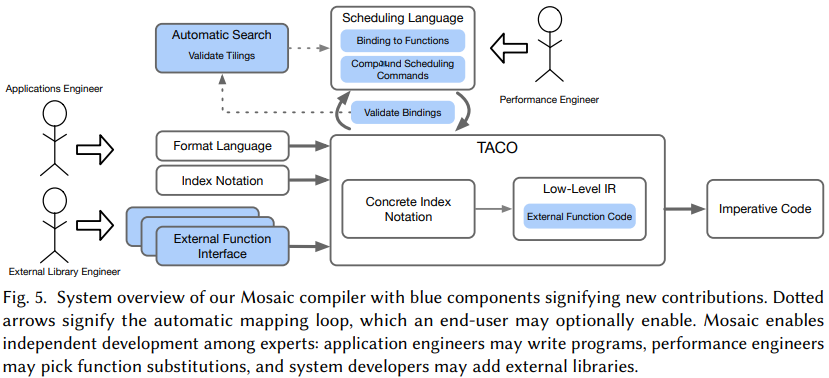 Scheduling Language
Automatic Search
Validate Tilings
Binding to Functions
Compound Scheduling
Commands
Applications Engineer
Performance Engineer
Validate Bindings
Format Language
TACO
Index Notation
Concrete Index
Notation
Low-Level IR
External Function Code
Imperative Code
External Function
Interface
External Library Engineer
Fig. 5. System overview of our Mosaic compiler with blue components signifying new contributions. Dotted
arrows signify the automatic mapping loop, which an end-user may optionally enable. Mosaic enables
independent development among experts: application engineers may write programs, performance engineers
may pick function substitutions, and system developers may add external libraries.